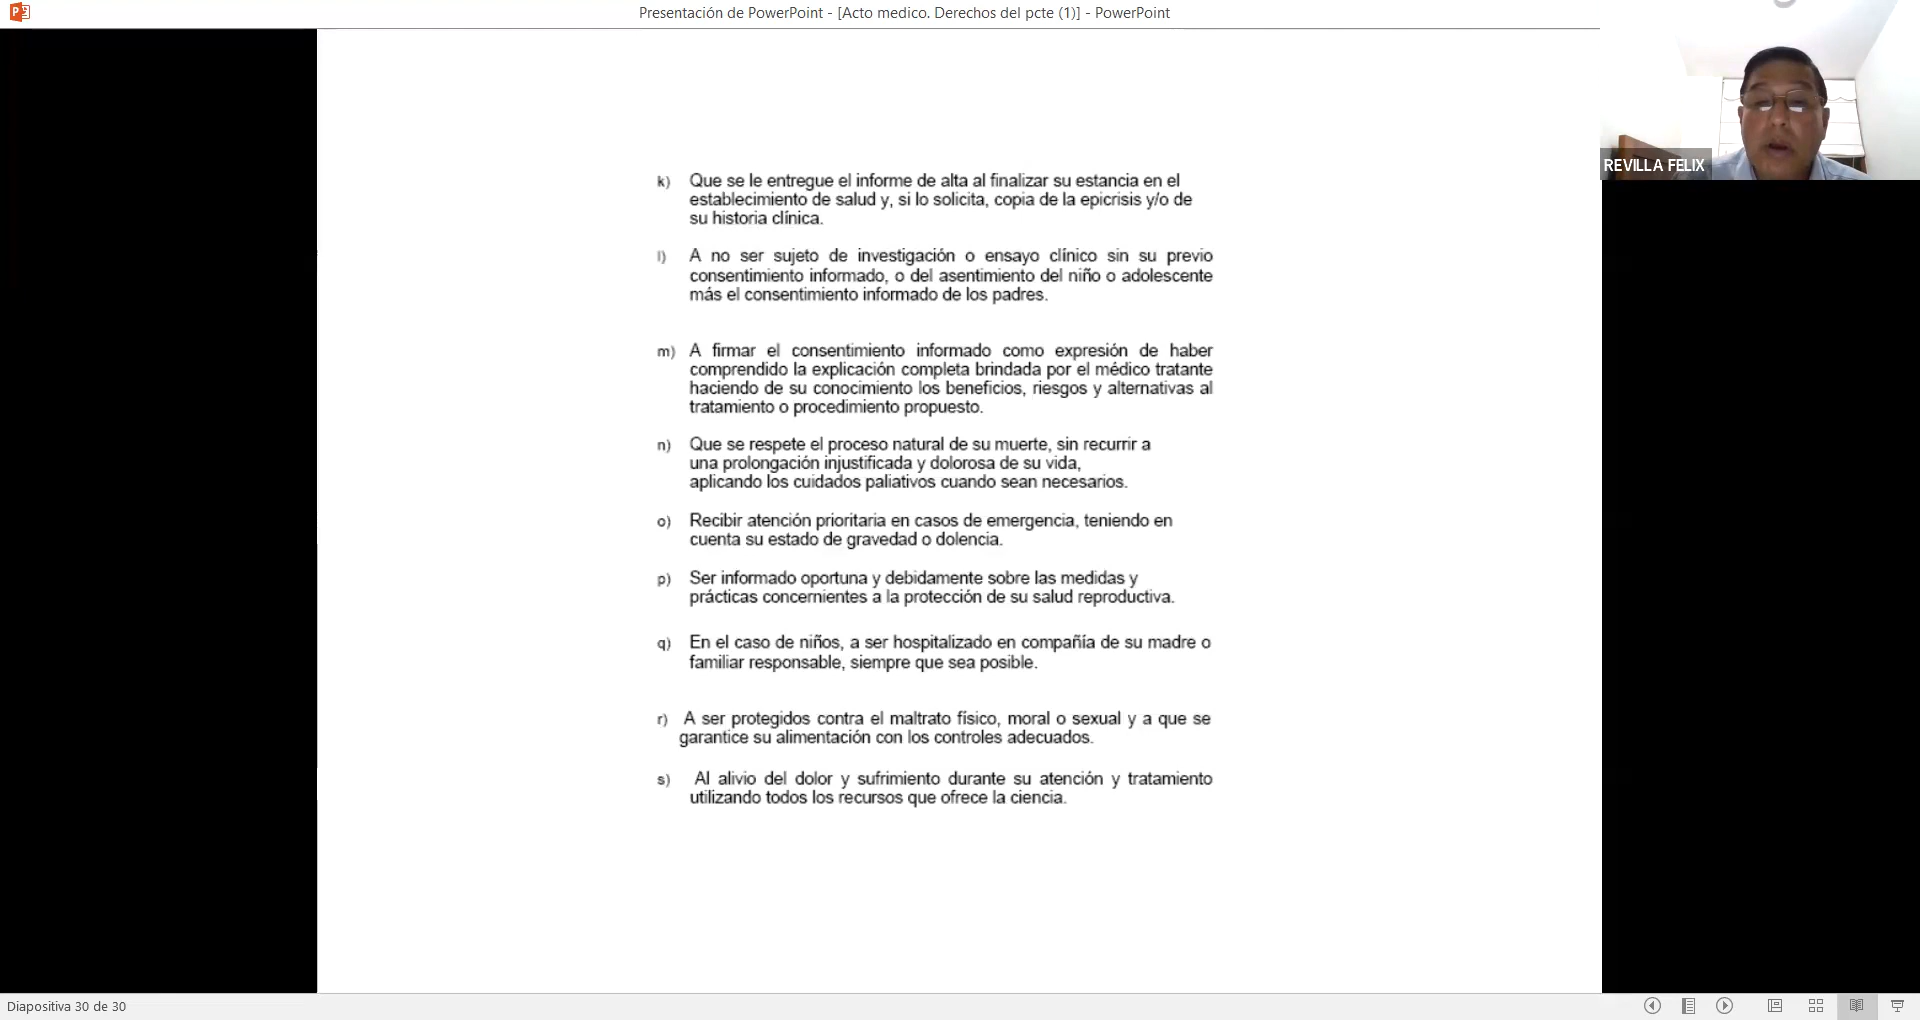 Presentación de PowerPoint - [Acto medico. Derechos del pcte (1)] - PowerPoint
REVILLA FELIX
k) Que se le entregue el informe de alta al finalizar su estancia en el
establecimiento de salud y, si lo solicita, copia de la epicrisis y/o de
su historia clínica.
l) A no ser sujeto de investigación o ensayo clínico sin su previo
consentimiento informado, o del asentimiento del niño o adolescente
más el consentimiento informado de los padres.
m) A firmar el consentimiento informado como expresión de haber
comprendido la explicación completa brindada por el médico tratante
haciendo de su conocimiento los beneficios, riesgos y alternativas al
tratamiento o procedimiento propuesto.
n) Que se respete el proceso natural de su muerte, sin recurrir a
una prolongación injustificada y dolorosa de su vida,
aplicando los cuidados paliativos cuando sean necesarios.
o) Recibir atención prioritaria en casos de emergencia, teniendo en
cuenta su estado de gravedad o dolencia.
p) Ser informado oportuna y debidamente sobre las medidas y
prácticas concernientes a la protección de su salud reproductiva.
q) En el caso de niños, a ser hospitalizado en compañía de su madre o
familiar responsable, siempre que sea posible.
r) A ser protegidos contra el maltrato físico, moral o sexual y a que se
garantice su alimentación con los controles adecuados.
s) Al alivio del dolor y sufrimiento durante su atención y tratamiento
utilizando todos los recursos que ofrece la ciencia.
Diapositiva 30 de 30